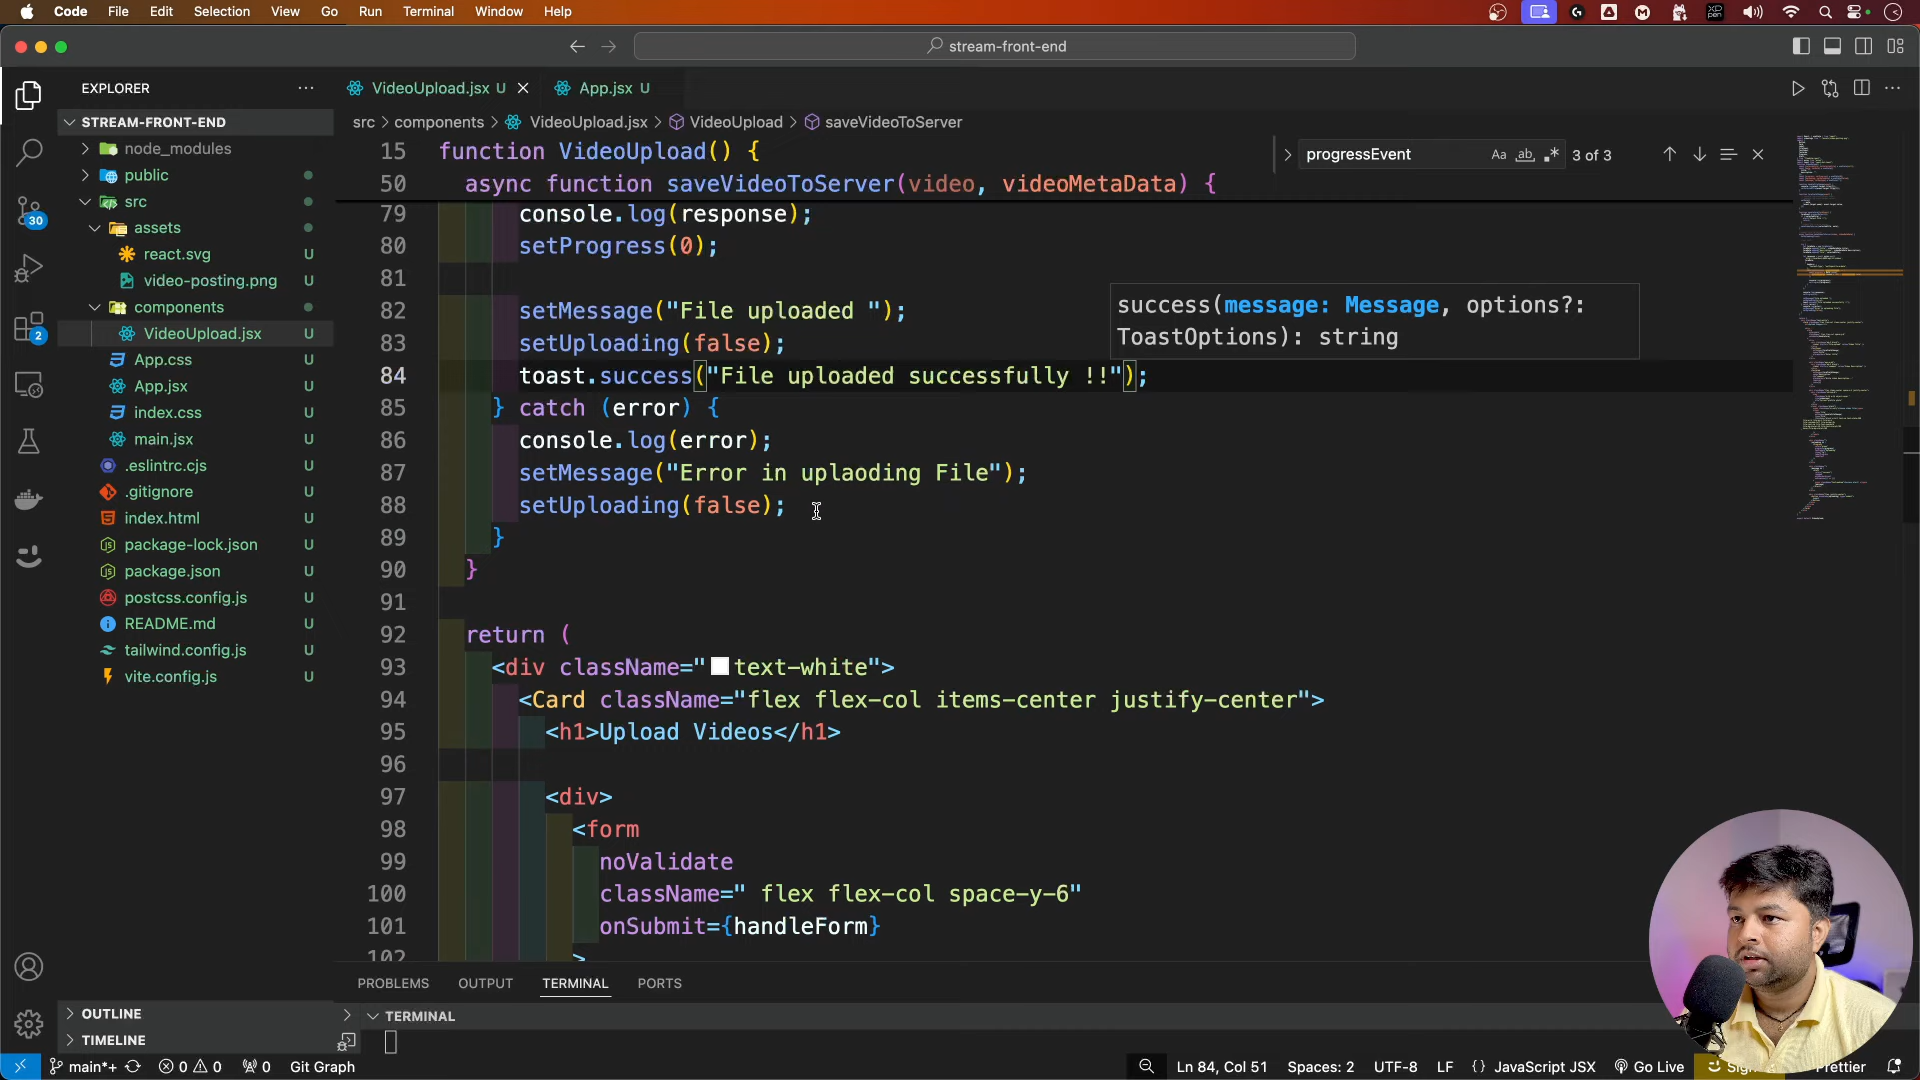 Code File Edit Selection View Go Run Terminal Window Help
stream-front-end
EXPLORER
VideoUpload.jsx U
App.jsx U
STREAM-FRONT-END
node_modules
public
src
assets
react.svg U
video-posting.png U
components
VideoUpload.jsx U
App.css U
App.jsx U
index.css U
main.jsx U
.eslintrc.cjs U
.gitignore U
index.html U
package-lock.json U
package.json U
postcss.config.js U
README.md U
tailwind.config.js U
vite.config.js U
OUTLINE
TIMELINE
30
2
src > components > VideoUpload.jsx > VideoUpload > saveVideoToServer
progressEvent Aa ab 3 of 3
15 function VideoUpload() {
50 async function saveVideoToServer(video, videoMetaData) {
79 console.log(response);
80 setProgress(0);
81
82 setMessage("File uploaded ");
83 setUploading(false);
84 toast.success("File uploaded successfully !!");
85 } catch (error) {
86 console.log(error);
87 setMessage("Error in uplaoding File");
88 setUploading(false);
89 }
90 }
91
92 return (
93 <div className=" text-white">
94 <Card className="flex flex-col items-center justify-center">
95 <h1>Upload Videos</h1>
96
97 <div>
98 <form
99 noValidate
100 className=" flex flex-col space-y-6"
101 onSubmit={handleForm}
102 >
success(message: Message, options?:
ToastOptions): string
PROBLEMS OUTPUT TERMINAL PORTS
TERMINAL
main*+ 0 0 0 Git Graph
Ln 84, Col 51 Spaces: 2 UTF-8 LF { } JavaScript JSX Go Live Prettier